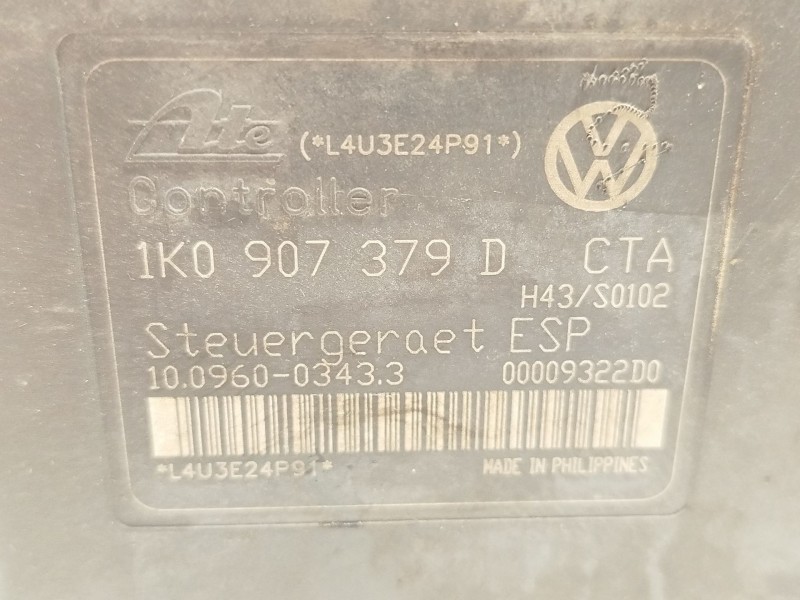 Ate (*L4U3E24P91*)
Controller
1K0 907 379 D CTA
H43/S0102
Steuergeraet ESP
10.0960-0343.3 00009322D0
*L4U3E24P91* MADE IN PHILIPPINES